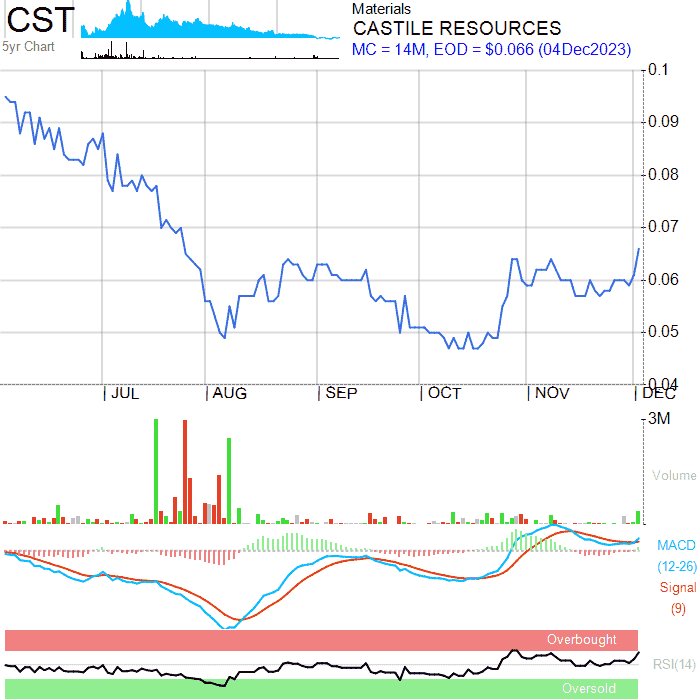 CST
5yr Chart
Materials
CASTILE RESOURCES
MC = 14M, EOD = $0.066 (04Dec2023)
0.1
0.09
0.08
0.07
0.06
0.05
0.04
JUL AUG SEP OCT NOV DEC
3M
Volume
MACD
(12-26)
Signal
(9)
Overbought
RSI(14)
Oversold